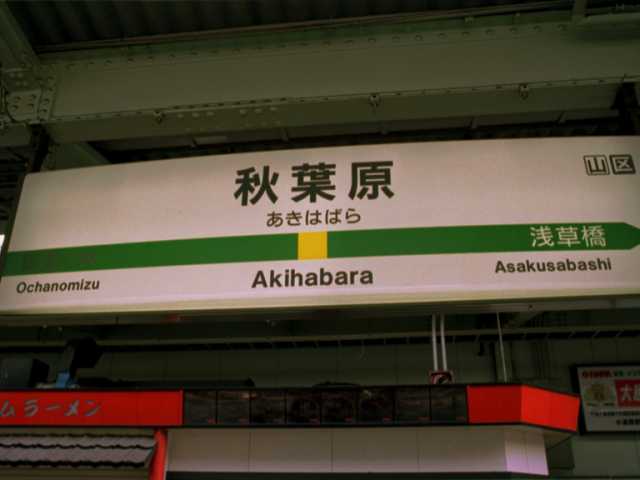 秋葉原
山区
あきはばら
浅草橋
Ochanomizu
Akihabara
Asakusabashi
ムラーメン